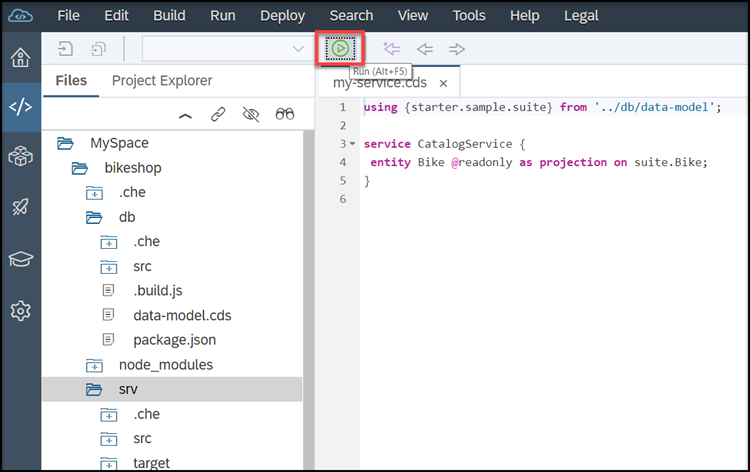 File Edit Build Run Deploy Search View Tools Help Legal
Run (Alt+F5)
Files Project Explorer
my-service.cds ×
MySpace
bikeshop
.che
db
.che
src
.build.js
data-model.cds
package.json
node_modules
srv
.che
src
target
1 using {starter.sample.suite} from '../db/data-model';
2
3 service CatalogService {
4 entity Bike @readonly as projection on suite.Bike;
5 }
6